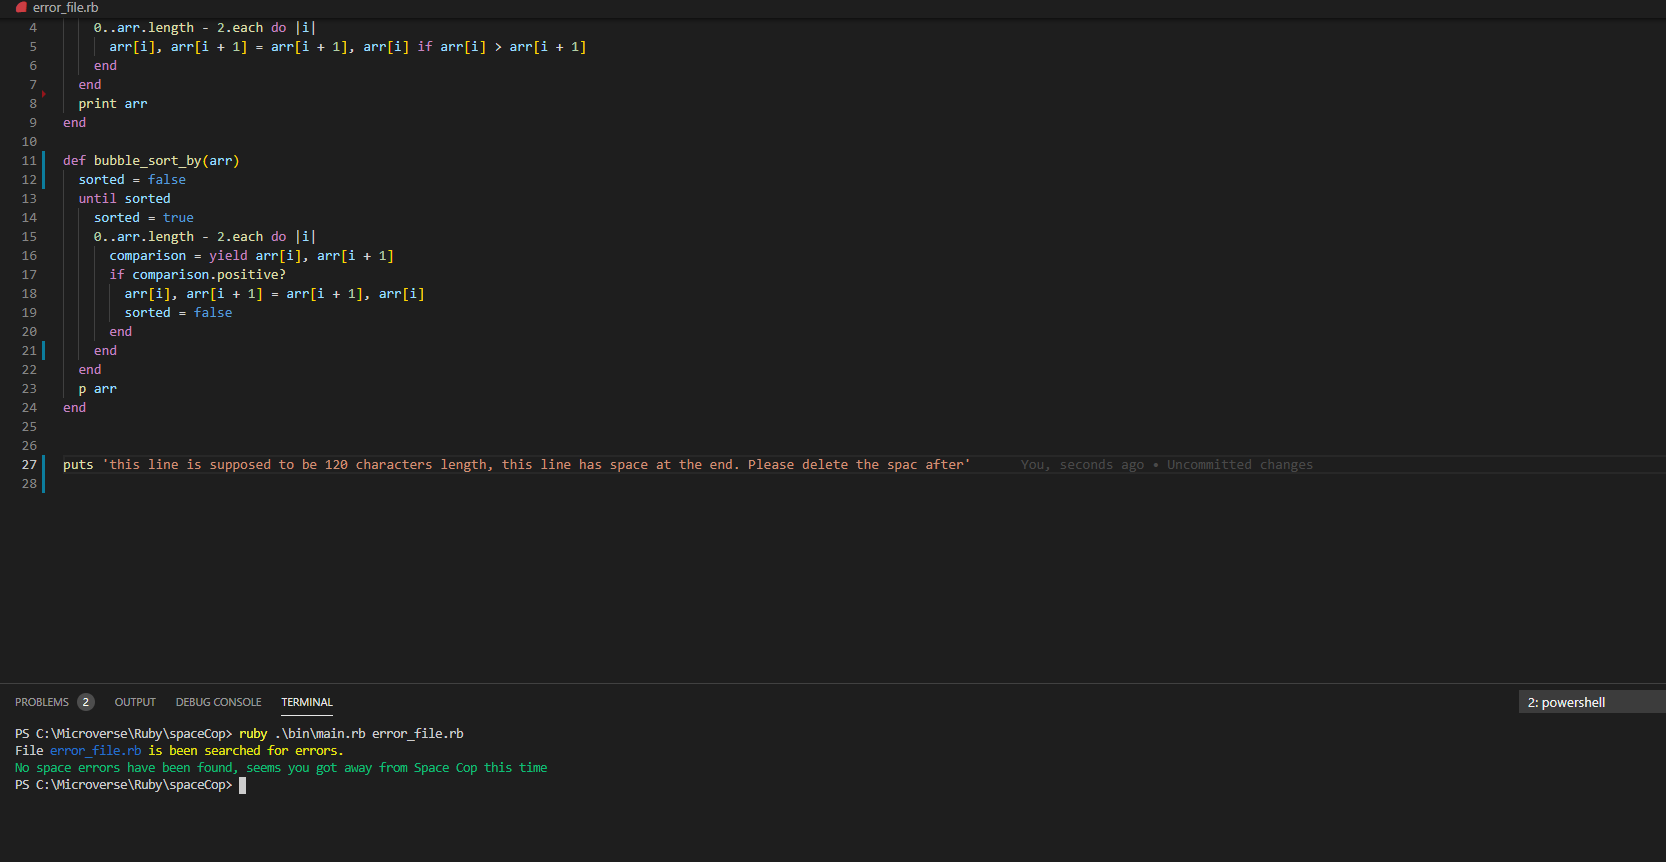 error_file.rb
4 0..arr.length - 2.each do |i|
5 arr[i], arr[i + 1] = arr[i + 1], arr[i] if arr[i] > arr[i + 1]
6 end
7 end
8 print arr
9 end
10
11 def bubble_sort_by(arr)
12 sorted = false
13 until sorted
14 sorted = true
15 0..arr.length - 2.each do |i|
16 comparison = yield arr[i], arr[i + 1]
17 if comparison.positive?
18 arr[i], arr[i + 1] = arr[i + 1], arr[i]
19 sorted = false
20 end
21 end
22 end
23 p arr
24 end
25
26
27 puts 'this line is supposed to be 120 characters length, this line has space at the end. Please delete the spac after' You, seconds ago • Uncommitted changes
28
PROBLEMS 2 OUTPUT DEBUG CONSOLE TERMINAL 2: powershell
PS C:\Microverse\Ruby\spaceCop> ruby .\bin\main.rb error_file.rb
File error_file.rb is been searched for errors.
No space errors have been found, seems you got away from Space Cop this time
PS C:\Microverse\Ruby\spaceCop>